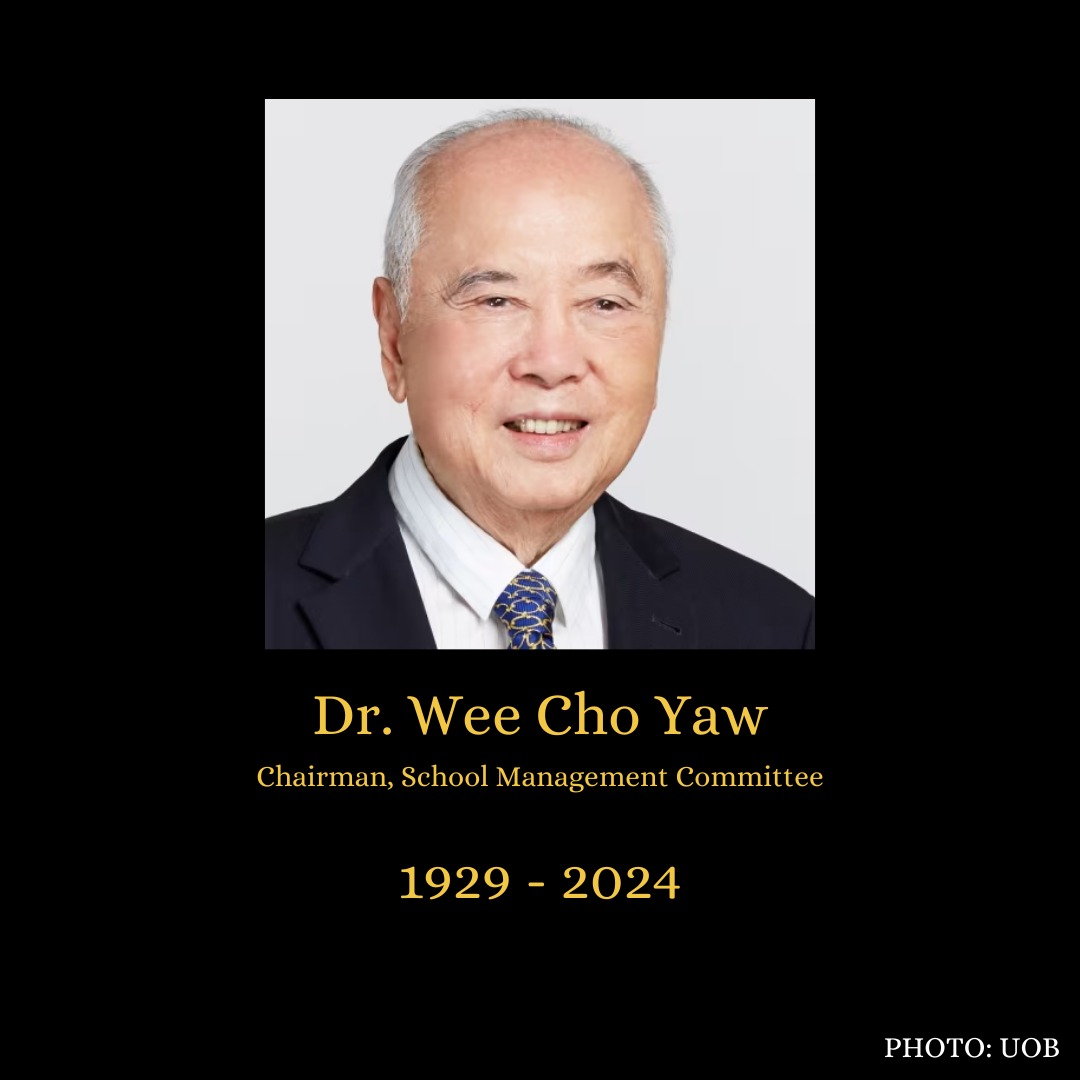 Dr. Wee Cho Yaw
Chairman, School Management Committee
1929 - 2024
PHOTO: UOB